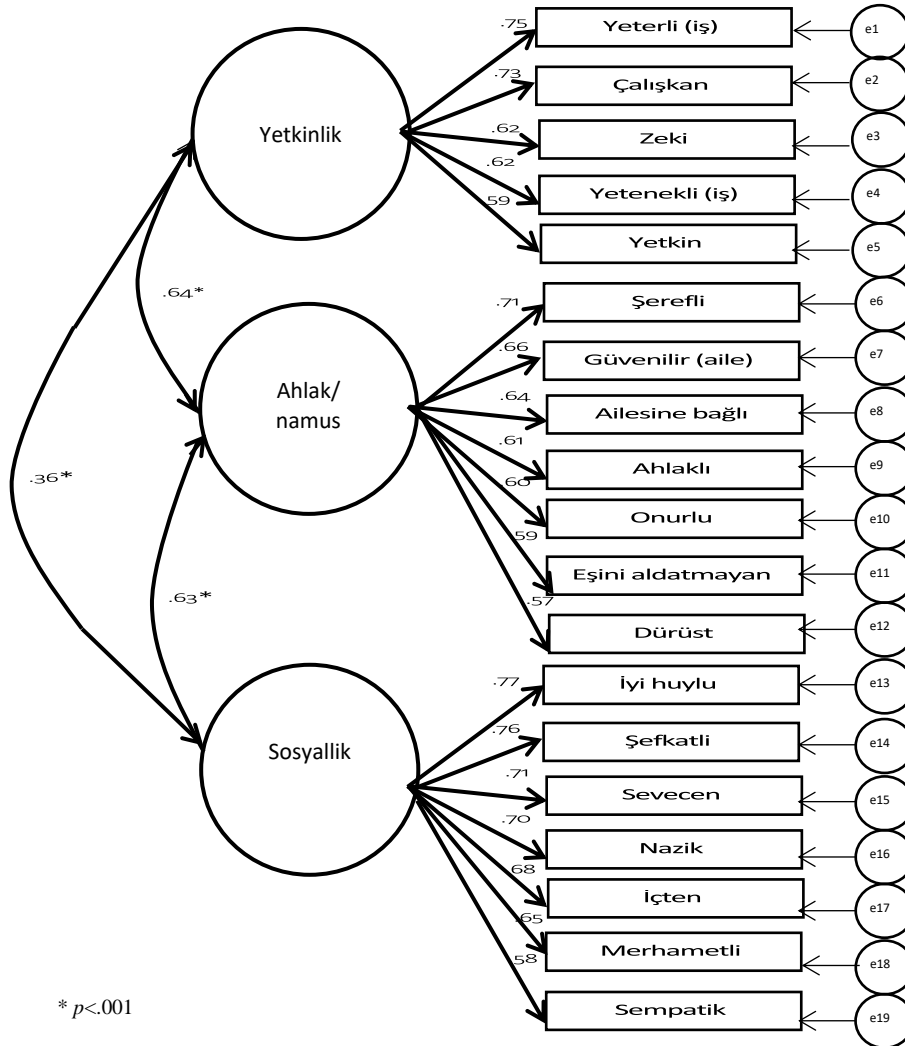 .75
Yeterli (iş)
e1
.73
Çalışkan
e2
Yetkinlik
.62
Zeki
e3
.62
Yetenekli (iş)
e4
.59
Yetkin
e5
.64*
.71
Şerefli
e6
.66
Güvenilir (aile)
e7
Ahlak/
namus
.64
Ailesine bağlı
e8
.61
Ahlaklı
e9
.36*
.60
Onurlu
e10
.59
Eşini aldatmayan
e11
.63*
.57
Dürüst
e12
.77
İyi huylu
e13
.76
Şefkatli
e14
Sosyallik
.71
Sevecen
e15
.70
Nazik
e16
.68
İçten
e17
.65
Merhametli
e18
.58
Sempatik
e19
* p<.001